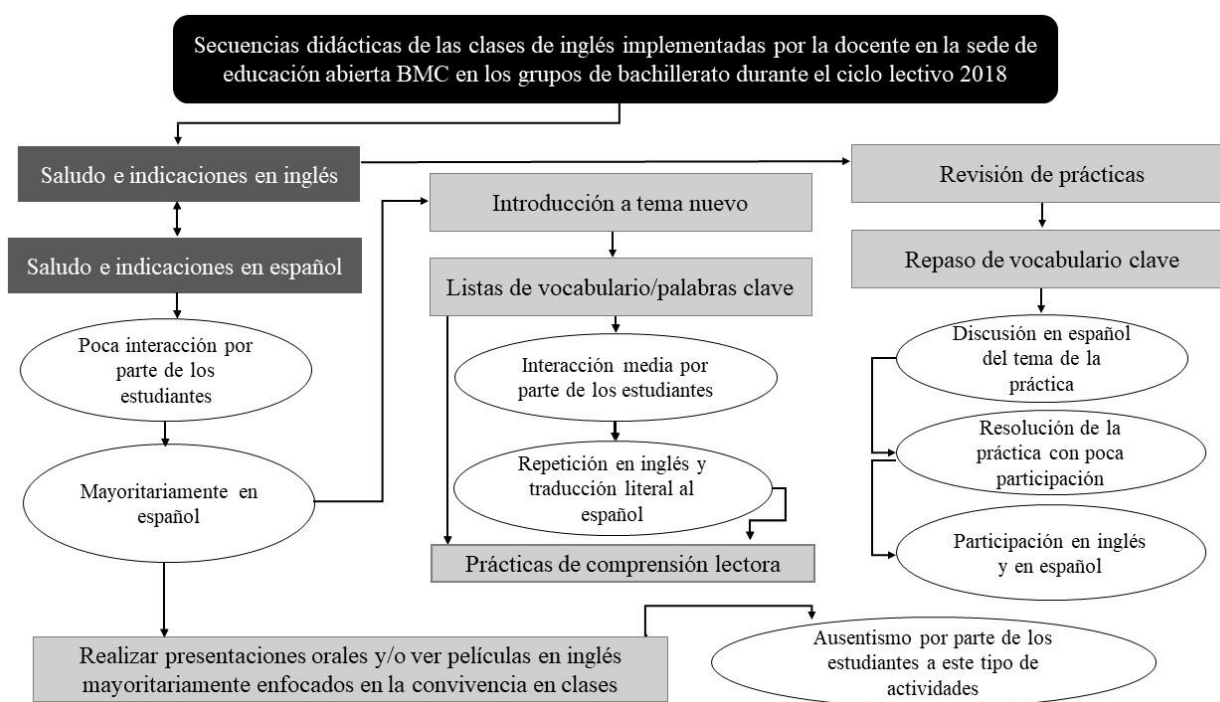 Secuencias didácticas de las clases de inglés implementadas por la docente en la sede de
educación abierta BMC en los grupos de bachillerato durante el ciclo lectivo 2018
Saludo e indicaciones en inglés
Saludo e indicaciones en español
Poca interacción por
parte de los
estudiantes
Mayoritariamente en
español
Introducción a tema nuevo
Listas de vocabulario/palabras clave
Interacción media por
parte de los estudiantes
Repetición en inglés y
traducción literal al
español
Prácticas de comprensión lectora
Revisión de prácticas
Repaso de vocabulario clave
Discusión en español
del tema de la
práctica
Resolución de la
práctica con poca
participación
Participación en inglés
y en español
Realizar presentaciones orales y/o ver películas en inglés
mayoritariamente enfocados en la convivencia en clases
Ausentismo por parte de los
estudiantes a este tipo de
actividades